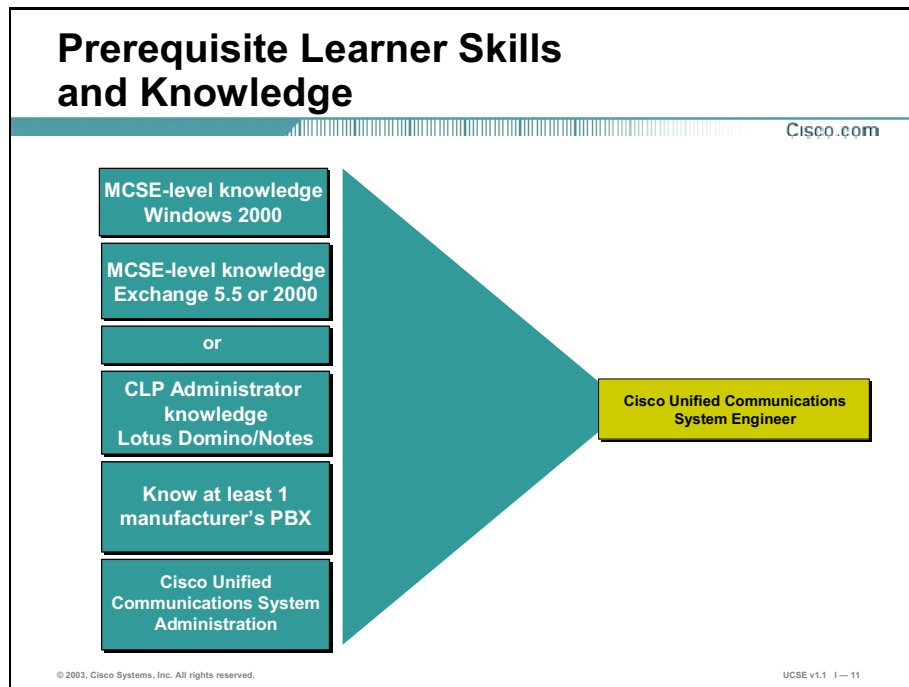 Prerequisite Learner Skills
and Knowledge
Cisco.com
MCSE-level knowledge
Windows 2000
MCSE-level knowledge
Exchange 5.5 or 2000
or
CLP Administrator
knowledge
Lotus Domino/Notes
Know at least 1
manufacturer's PBX
Cisco Unified
Communications System
Administration
Cisco Unified Communications
System Engineer
© 2003, Cisco Systems, Inc. All rights reserved.
UCSE v1.1 I — 11